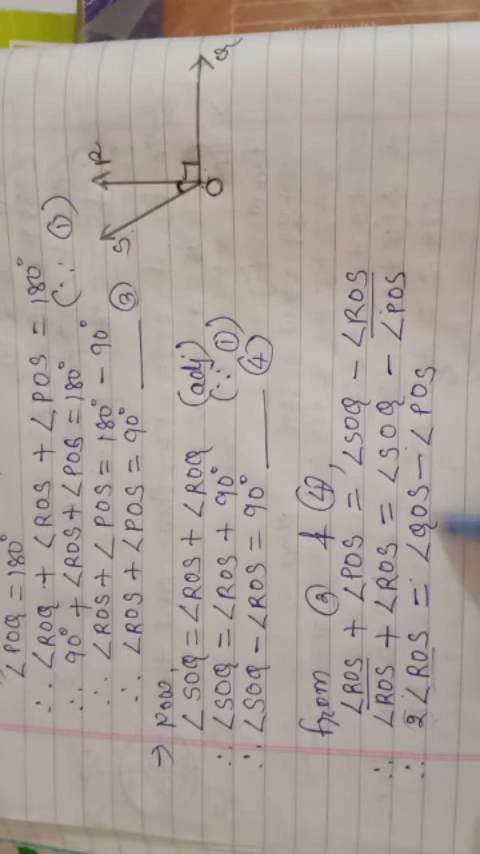 ∠POQ = 180°
∴ ∠ROQ + ∠ROS + ∠POS = 180°
∴ 90° + ∠ROS + ∠POS = 180° (∵ ①)
∴ ∠ROS + ∠POS = 180° - 90°
∴ ∠ROS + ∠POS = 90° ③
→ Now,
∠SOQ = ∠ROS + ∠ROQ (adj)
∴ ∠SOQ = ∠ROS + 90° (∵ ①)
∴ ∠SOQ - ∠ROS = 90° ④
from ③ & ④,
∠ROS + ∠POS = ∠SOQ - ∠ROS
∴ ∠ROS + ∠ROS = ∠SOQ - ∠POS
∴ 2∠ROS = ∠QOS - ∠POS
Q
R
O
S